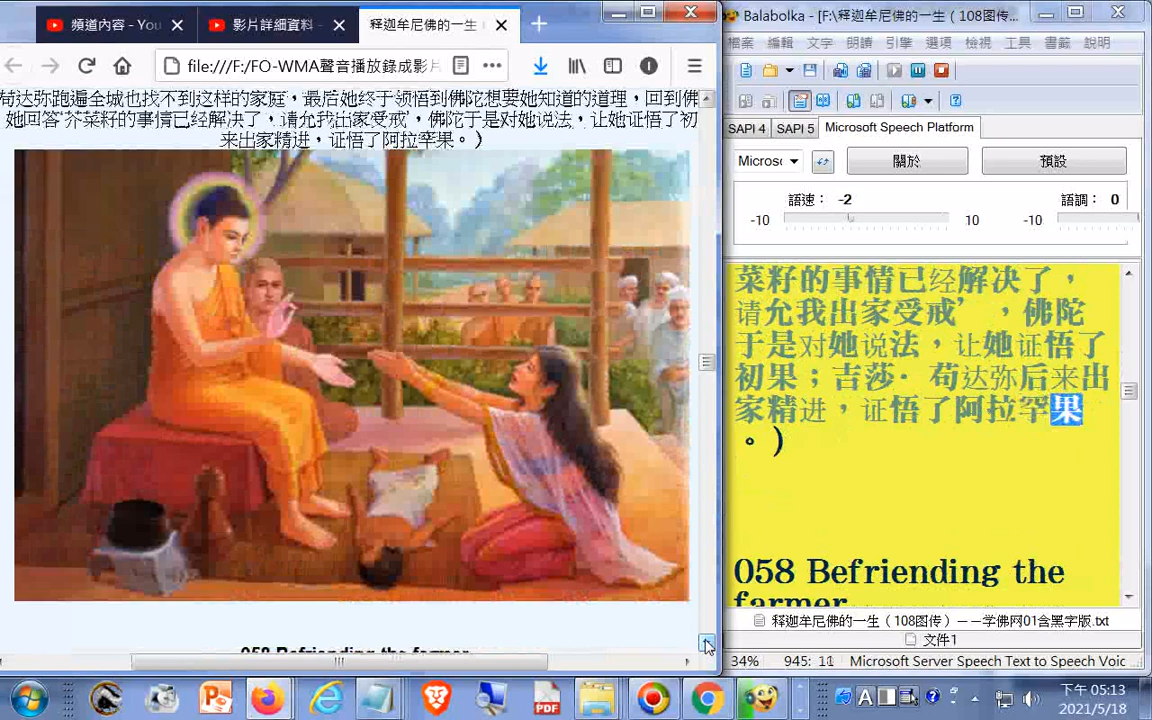 頻道內容 - You
影片詳細資料 -
释迦牟尼佛的一生
file:///F:/FO-WMA聲音播放錄成影片
苟达弥跑遍全城也找不到这样的家庭，最后她终于领悟到佛陀想要她知道的道理，回到佛
她回答'芥菜籽的事情已经解决了，请允我出家受戒'，佛陀于是对她说法，让她证悟了初
来出家精进，证悟了阿拉罕果。）
058 Befriending the farmer
Balabolka - [F:\释迦牟尼佛的一生（108图传...
檔案 編輯 文字 朗讀 引擎 選項 檢視 工具 書籤 說明
SAPI 4 SAPI 5 Microsoft Speech Platform
Microsc 關於 預設
語速： -2 語調： 0
-10 10 -10
菜籽的事情已经解决了，
请允我出家受戒'，佛陀
于是对她说法，让她证悟了
初果；吉莎·苟达弥后来出
家精进，证悟了阿拉罕果
。）
058 Befriending the
farmer
释迦牟尼佛的一生（108图传）——学佛网01含黑字版.txt
文件1
34% 945: 11 Microsoft Server Speech Text to Speech Voic
PDF
A
下午 05:13
2021/5/18